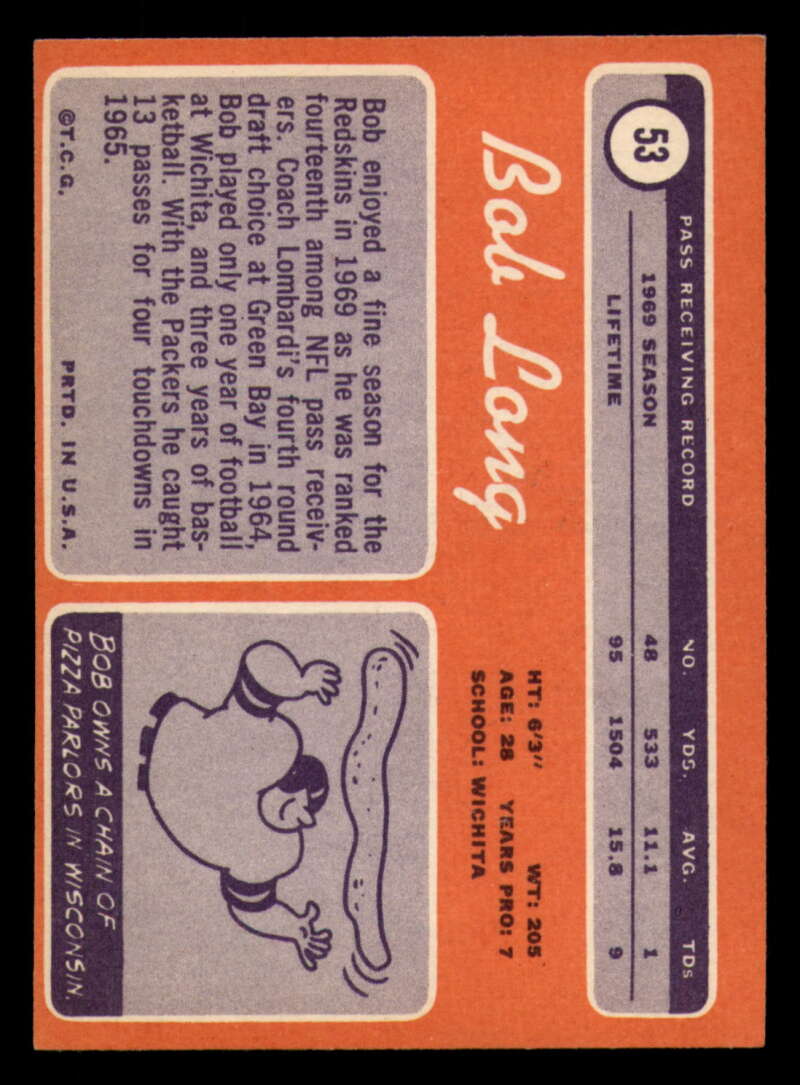 53
PASS RECEIVING RECORD NO. YDS. AVG. TDs
1969 SEASON 48 533 11.1 1
LIFETIME 95 1504 15.8 9
Bob Long
HT: 6'3" WT: 205
AGE: 28 YEARS PRO: 7
SCHOOL: WICHITA
Bob enjoyed a fine season for the
Redskins in 1969 as he was ranked
fourteenth among NFL pass receiv-
ers. Coach Lombardi's fourth round
draft choice at Green Bay in 1964,
Bob played only one year of football
at Wichita, and three years of bas-
ketball. With the Packers he caught
13 passes for four touchdowns in
1965.
©T.C.G. PRTD. IN U.S.A.
BOB OWNS A CHAIN OF
PIZZA PARLORS IN WISCONSIN.